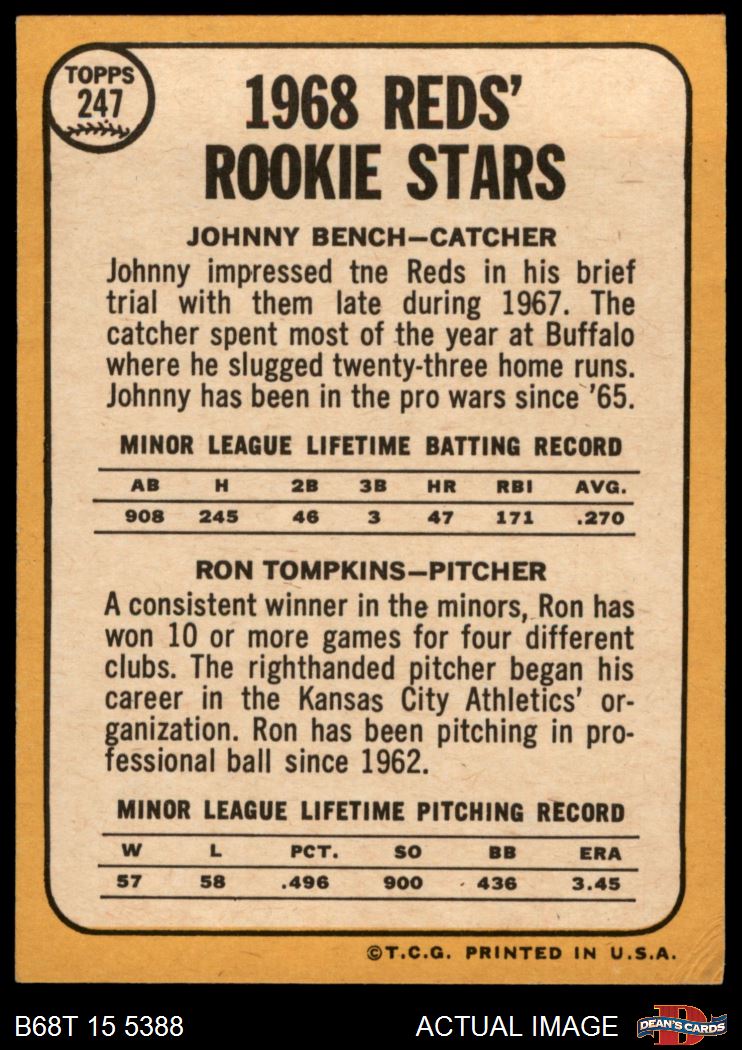 TOPPS
247
1968 REDS'
ROOKIE STARS
JOHNNY BENCH—CATCHER
Johnny impressed tne Reds in his brief
trial with them late during 1967. The
catcher spent most of the year at Buffalo
where he slugged twenty-three home runs.
Johnny has been in the pro wars since '65.
MINOR LEAGUE LIFETIME BATTING RECORD
AB H 2B 3B HR RBI AVG.
908 245 46 3 47 171 .270
RON TOMPKINS—PITCHER
A consistent winner in the minors, Ron has
won 10 or more games for four different
clubs. The righthanded pitcher began his
career in the Kansas City Athletics' or-
ganization. Ron has been pitching in pro-
fessional ball since 1962.
MINOR LEAGUE LIFETIME PITCHING RECORD
W L PCT. SO BB ERA
57 58 .496 900 436 3.45
©T.C.G. PRINTED IN U.S.A.
B68T 15 5388 ACTUAL IMAGE DEAN'S CARDS